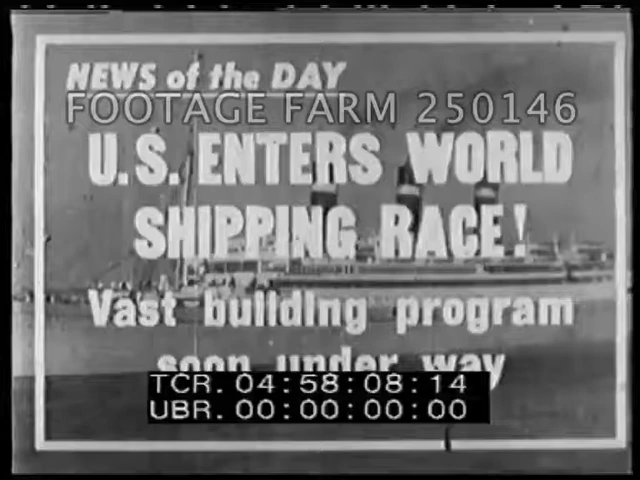 NEWS of the DAY
FOOTAGE FARM 250146
U.S. ENTERS WORLD
SHIPPING RACE!
Vast building program
soon under way
TCR. 04:58:08:14
UBR. 00:00:00:00